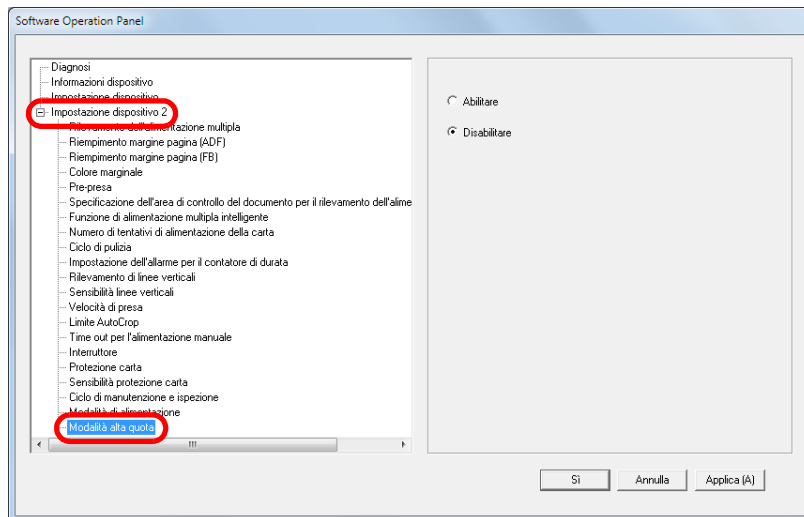 Software Operation Panel
Diagnosi
Informazioni dispositivo
Impostazione dispositivo
Impostazione dispositivo 2
Rilevamento dell'alimentazione multipla
Riempimento margine pagina (ADF)
Riempimento margine pagina (FB)
Colore marginale
Pre-presa
Specificazione dell'area di controllo del documento per il rilevamento dell'alime
Funzione di alimentazione multipla intelligente
Numero di tentativi di alimentazione della carta
Ciclo di pulizia
Impostazione dell'allarme per il contatore di durata
Rilevamento di linee verticali
Sensibilità linee verticali
Velocità di presa
Limite AutoCrop
Time out per l'alimentazione manuale
Interruttore
Protezione carta
Sensibilità protezione carta
Ciclo di manutenzione e ispezione
Modalità di alimentazione
Modalità alta quota
Abilitare
Disabilitare
Sì Annulla Applica (A)